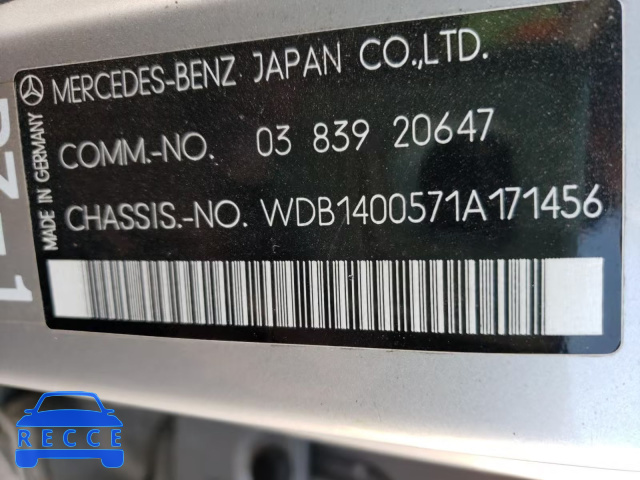 MERCEDES-BENZ JAPAN CO.,LTD.
MADE IN GERMANY
COMM.-NO. 03 839 20647
CHASSIS.-NO. WDB1400571A171456
RECCE